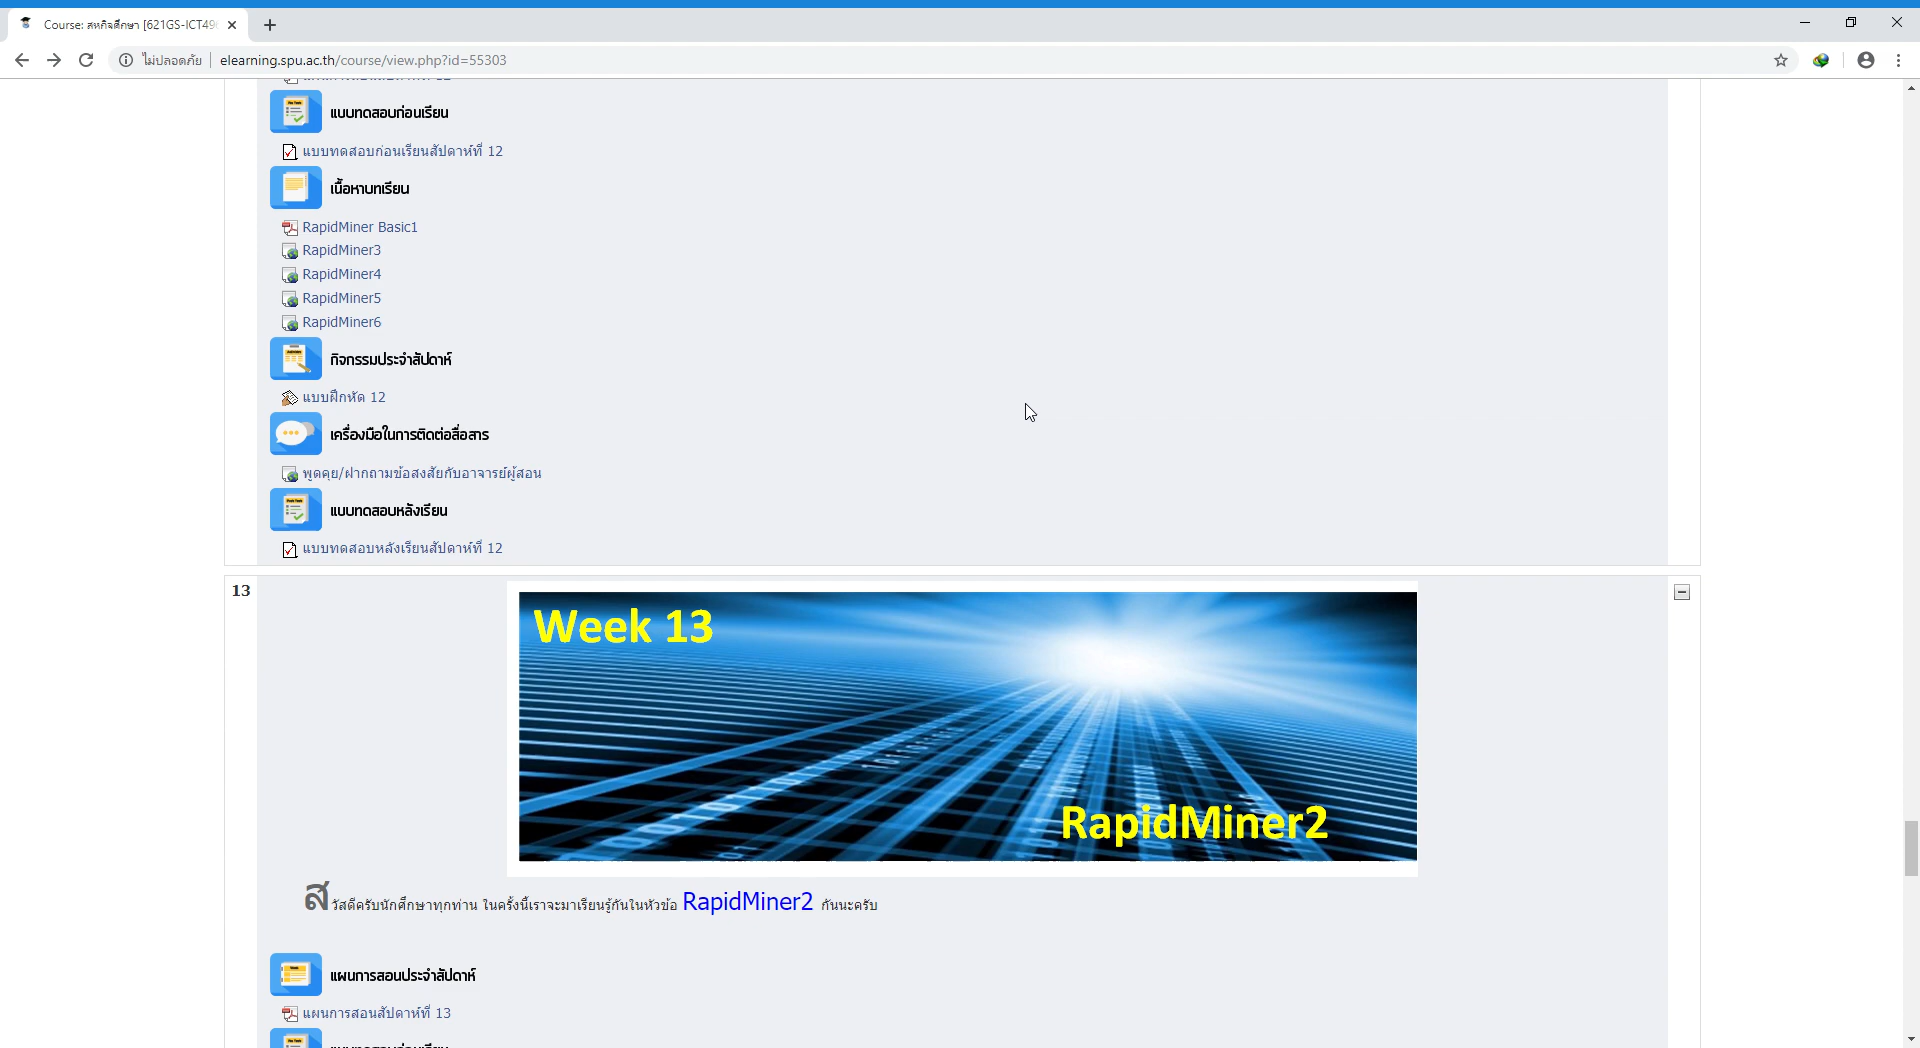 Course: สหกิจศึกษา [621GS-ICT49
ไม่ปลอดภัย
elearning.spu.ac.th/course/view.php?id=55303
แบบทดสอบก่อนเรียน
แบบทดสอบก่อนเรียนสัปดาห์ที่ 12
เนื้อหาบทเรียน
RapidMiner Basic1
RapidMiner3
RapidMiner4
RapidMiner5
RapidMiner6
กิจกรรมประจำสัปดาห์
แบบฝึกหัด 12
เครื่องมือในการติดต่อสื่อสาร
พูดคุย/ฝากถามข้อสงสัยกับอาจารย์ผู้สอน
แบบทดสอบหลังเรียน
แบบทดสอบหลังเรียนสัปดาห์ที่ 12
13
Week 13
RapidMiner2
สวัสดีครับนักศึกษาทุกท่าน ในครั้งนี้เราจะมาเรียนรู้กันในหัวข้อ RapidMiner2 กันนะครับ
แผนการสอนประจำสัปดาห์
แผนการสอนสัปดาห์ที่ 13